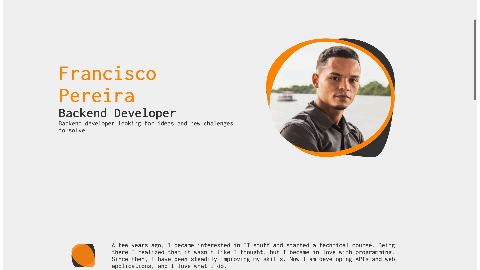 Francisco
Pereira
Backend Developer
Backend developer looking for ideas and new chalenges
to solve
A few years ago, I became interested in IT stuff and started a technical course. Being
there I realized that it wasn't like I thought, but I became in love with programming.
Since then, I have been steadily improving my skills. Now I am developing APIs and web
applications, and I love what I do.